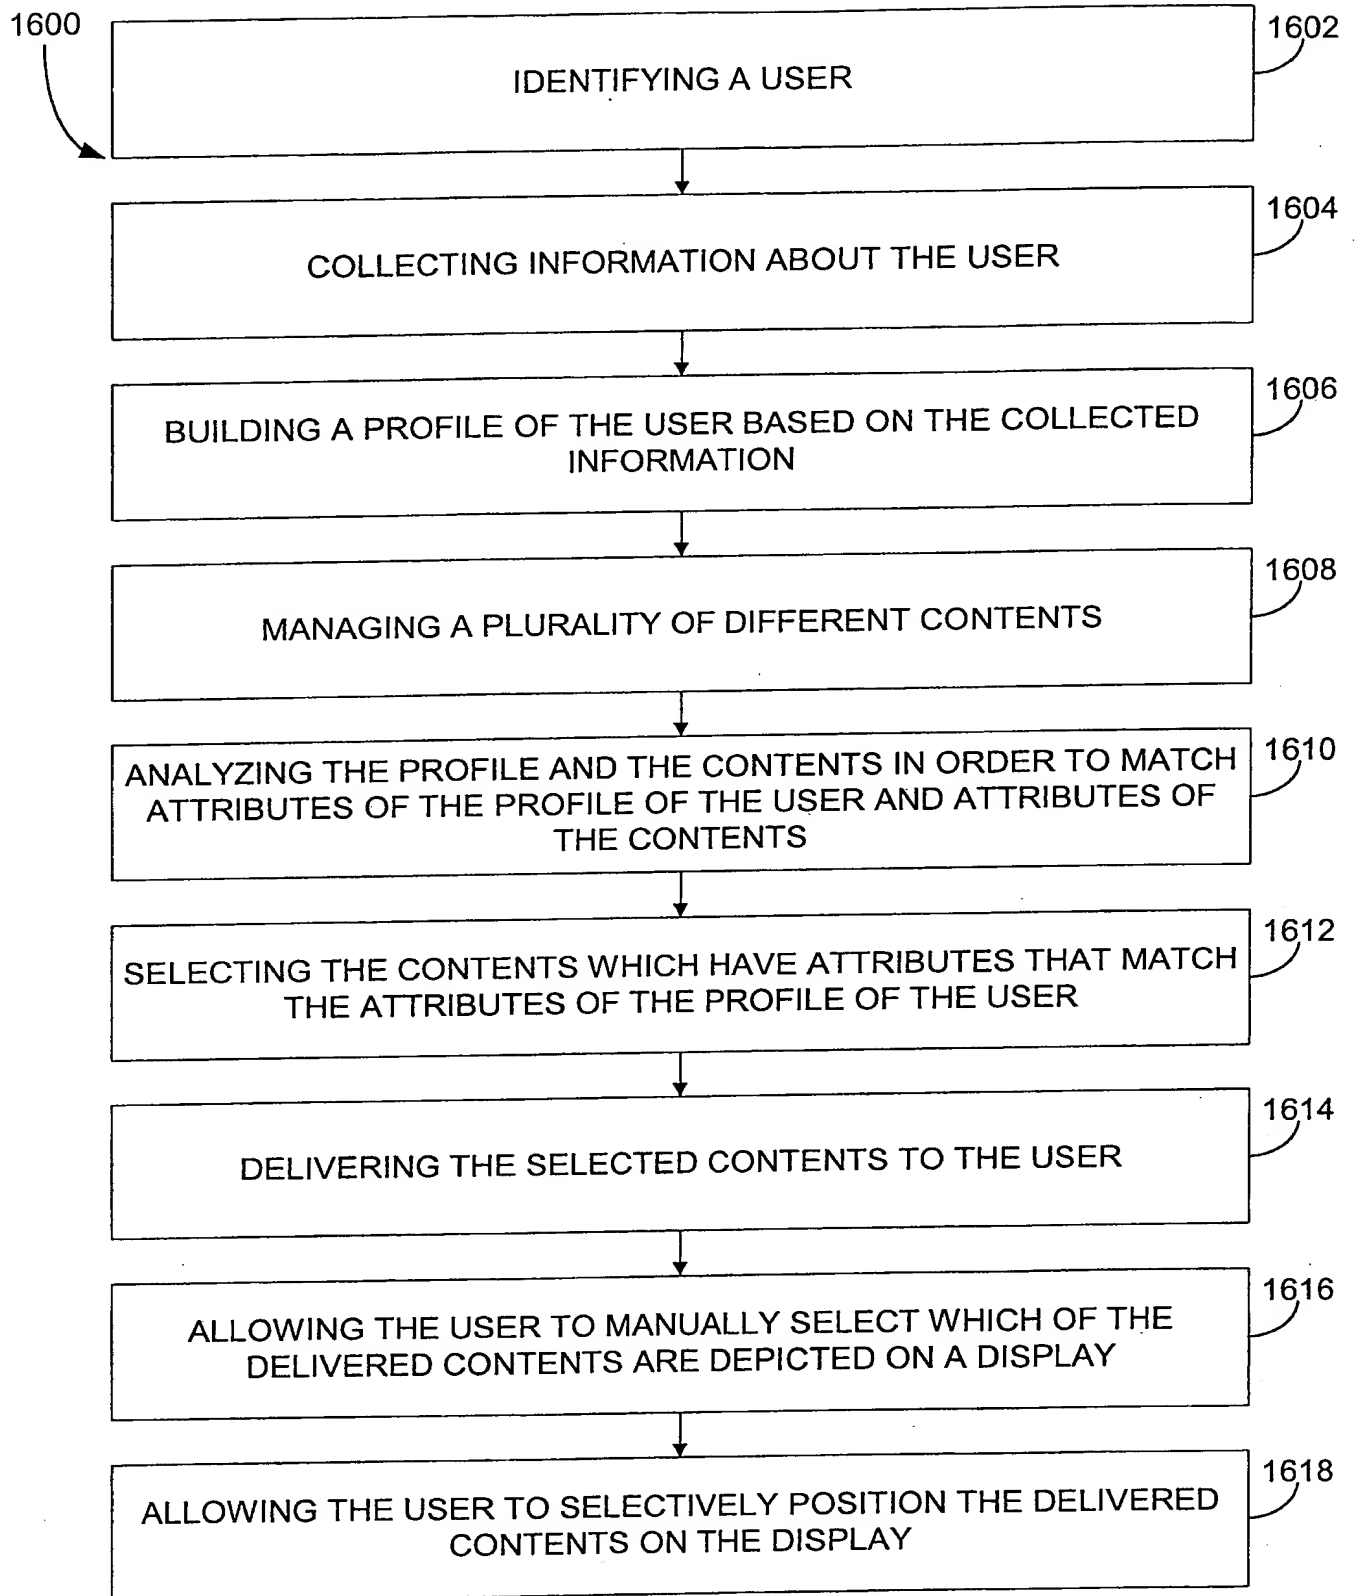 1600
1602
IDENTIFYING A USER
1604
COLLECTING INFORMATION ABOUT THE USER
1606
BUILDING A PROFILE OF THE USER BASED ON THE COLLECTED
INFORMATION
1608
MANAGING A PLURALITY OF DIFFERENT CONTENTS
1610
ANALYZING THE PROFILE AND THE CONTENTS IN ORDER TO MATCH
ATTRIBUTES OF THE PROFILE OF THE USER AND ATTRIBUTES OF
THE CONTENTS
1612
SELECTING THE CONTENTS WHICH HAVE ATTRIBUTES THAT MATCH
THE ATTRIBUTES OF THE PROFILE OF THE USER
1614
DELIVERING THE SELECTED CONTENTS TO THE USER
1616
ALLOWING THE USER TO MANUALLY SELECT WHICH OF THE
DELIVERED CONTENTS ARE DEPICTED ON A DISPLAY
1618
ALLOWING THE USER TO SELECTIVELY POSITION THE DELIVERED
CONTENTS ON THE DISPLAY